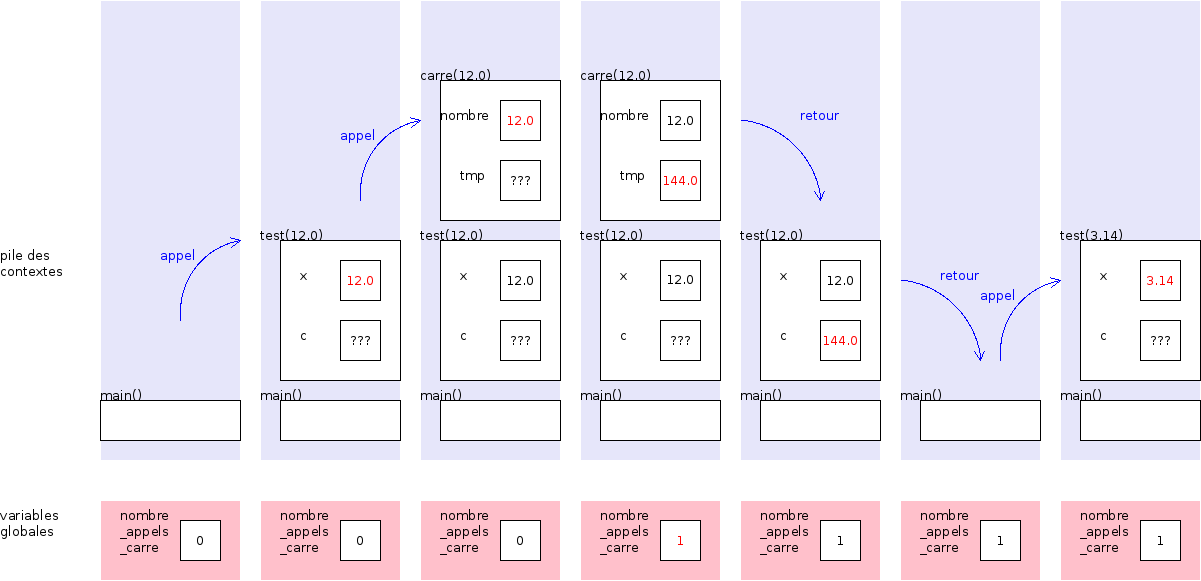 carre(12.0) carre(12.0)
nombre 12.0 nombre 12.0 retour
appel
tmp ??? tmp 144.0
test(12.0) test(12.0) test(12.0) test(12.0) test(3.14)
pile des appel
contextes x 12.0 x 12.0 x 12.0 x 12.0 retour x 3.14
appel
c ??? c ??? c ??? c 144.0 c ???
main() main() main() main() main() main() main()
variables nombre nombre nombre nombre nombre nombre nombre
globales _appels _appels _appels _appels _appels _appels _appels
_carre 0 _carre 0 _carre 0 _carre 1 _carre 1 _carre 1 _carre 1